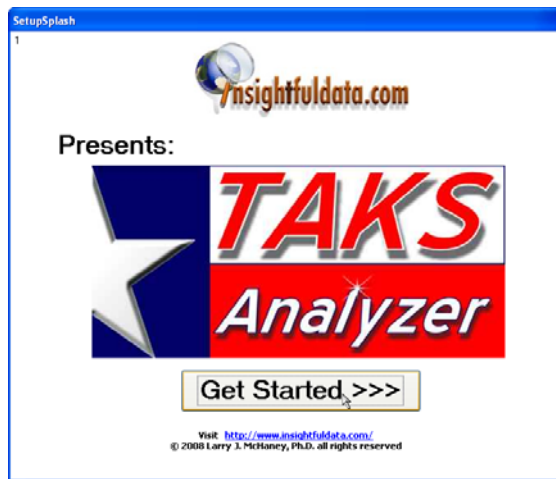 SetupSplash
1
insightfuldata.com
Presents:
TAKS
Analyzer
Get Started >>>
Visit http://www.insightfuldata.com/
© 2008 Larry J. McHaney, Ph.D. all rights reserved